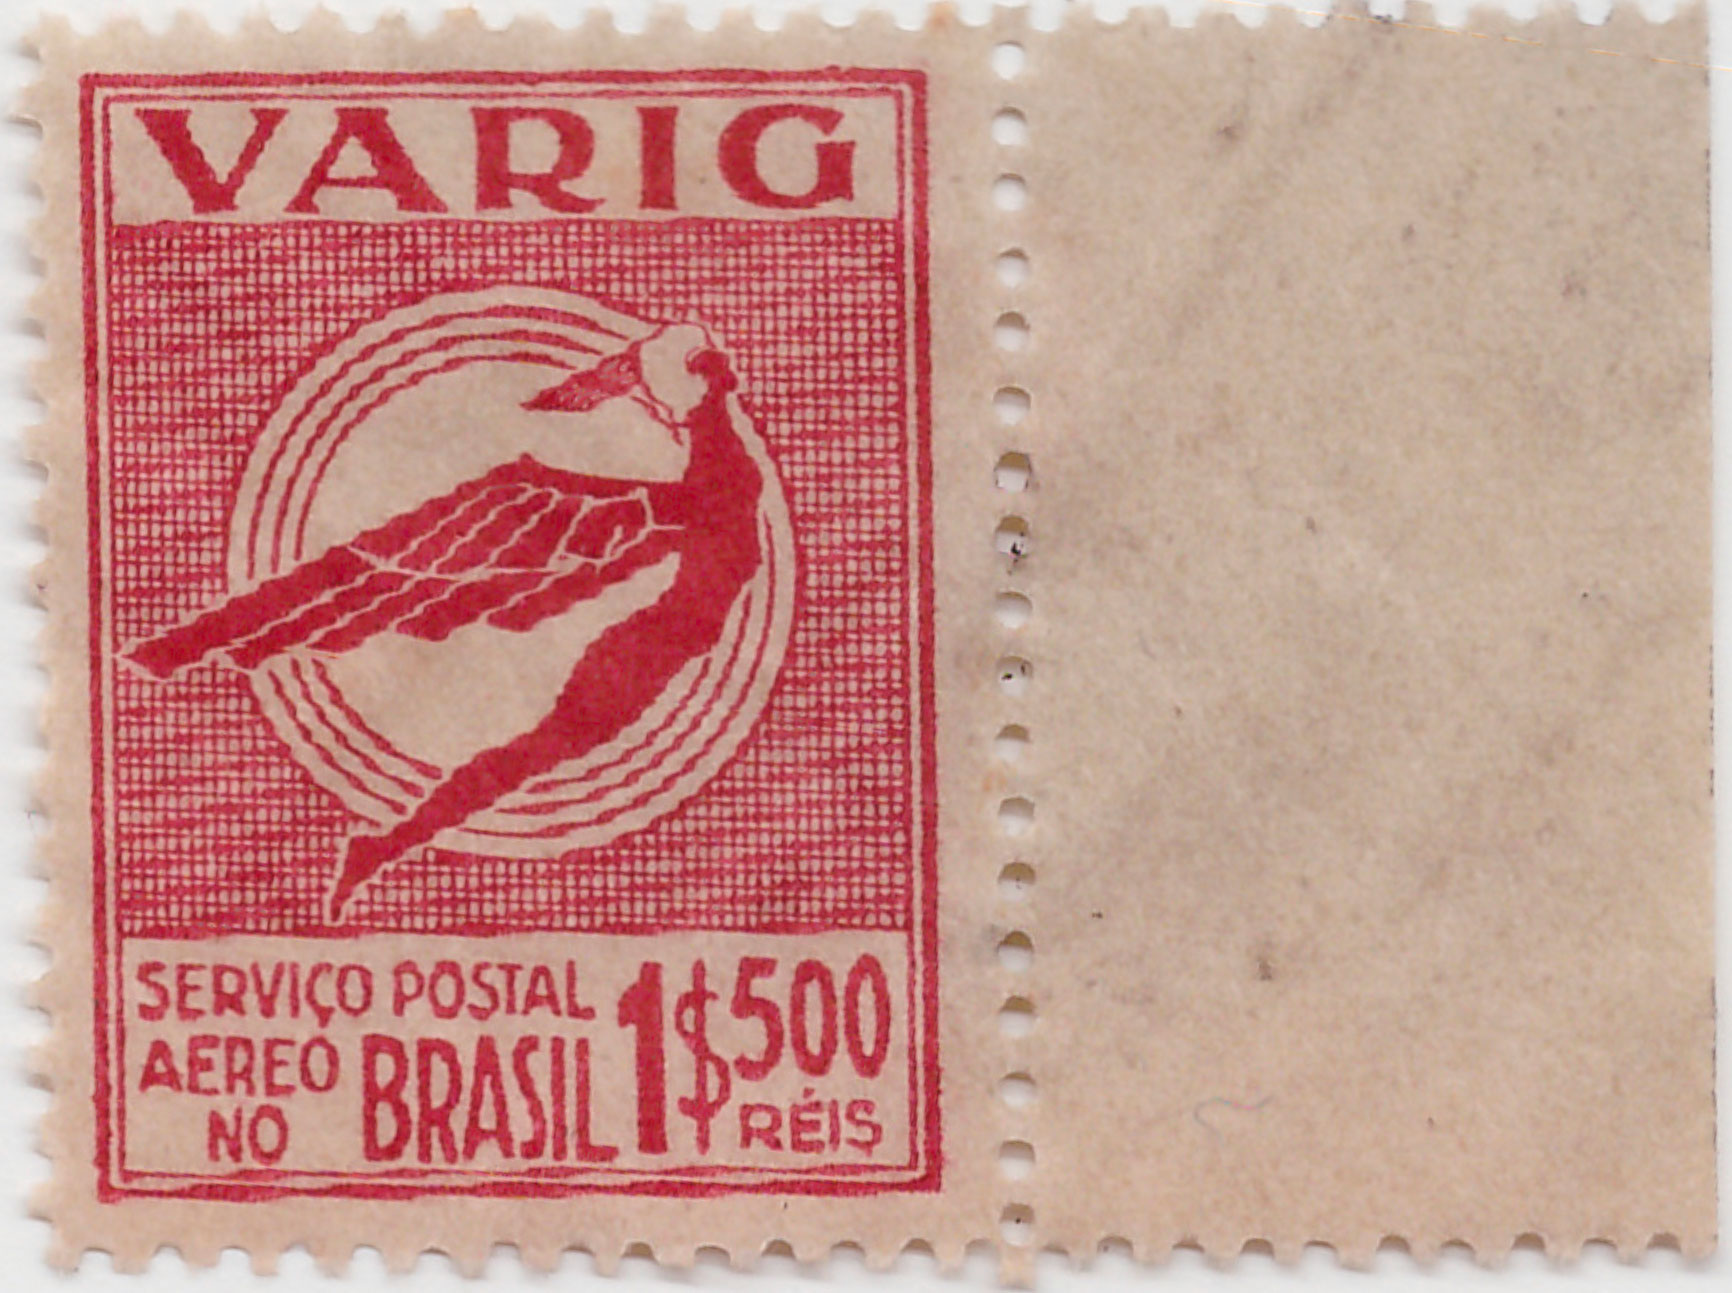 VARIG
SERVIÇO POSTAL
AEREO
NO
BRASIL
1$500
RÉIS